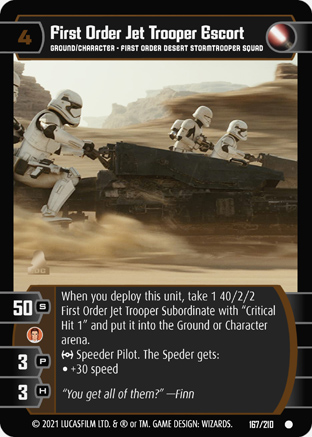 4
First Order Jet Trooper Escort
GROUND/CHARACTER - FIRST ORDER DESERT STORMTROOPER SQUAD
50 S
When you deploy this unit, take 1 40/2/2
First Order Jet Trooper Subordinate with “Critical
Hit 1” and put it into the Ground or Character
arena.
Speeder Pilot. The Speder gets:
• +30 speed
3 P
3 H
“You get all of them?” —Finn
© 2021 LUCASFILM LTD. & ® or TM. GAME DESIGN: WIZARDS.
167/210